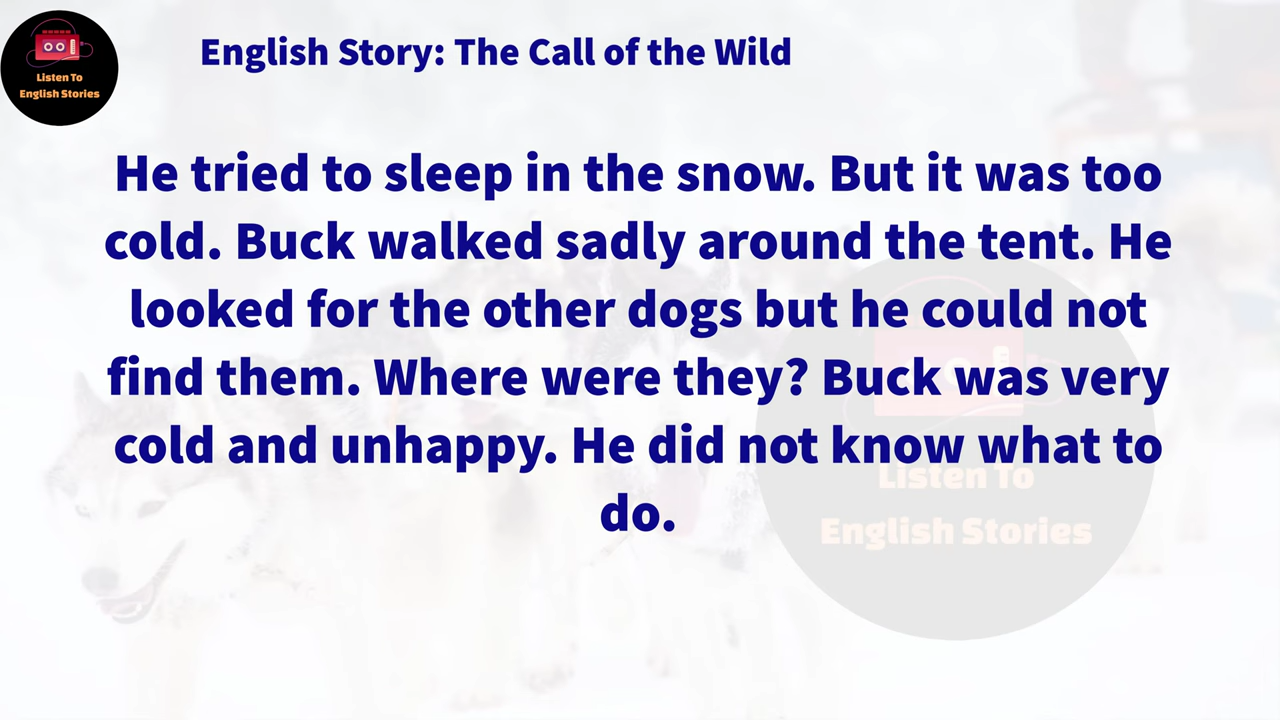 Listen To
English Stories
English Story: The Call of the Wild
He tried to sleep in the snow. But it was too
cold. Buck walked sadly around the tent. He
looked for the other dogs but he could not
find them. Where were they? Buck was very
cold and unhappy. He did not know what to
do.
Listen To
English Stories